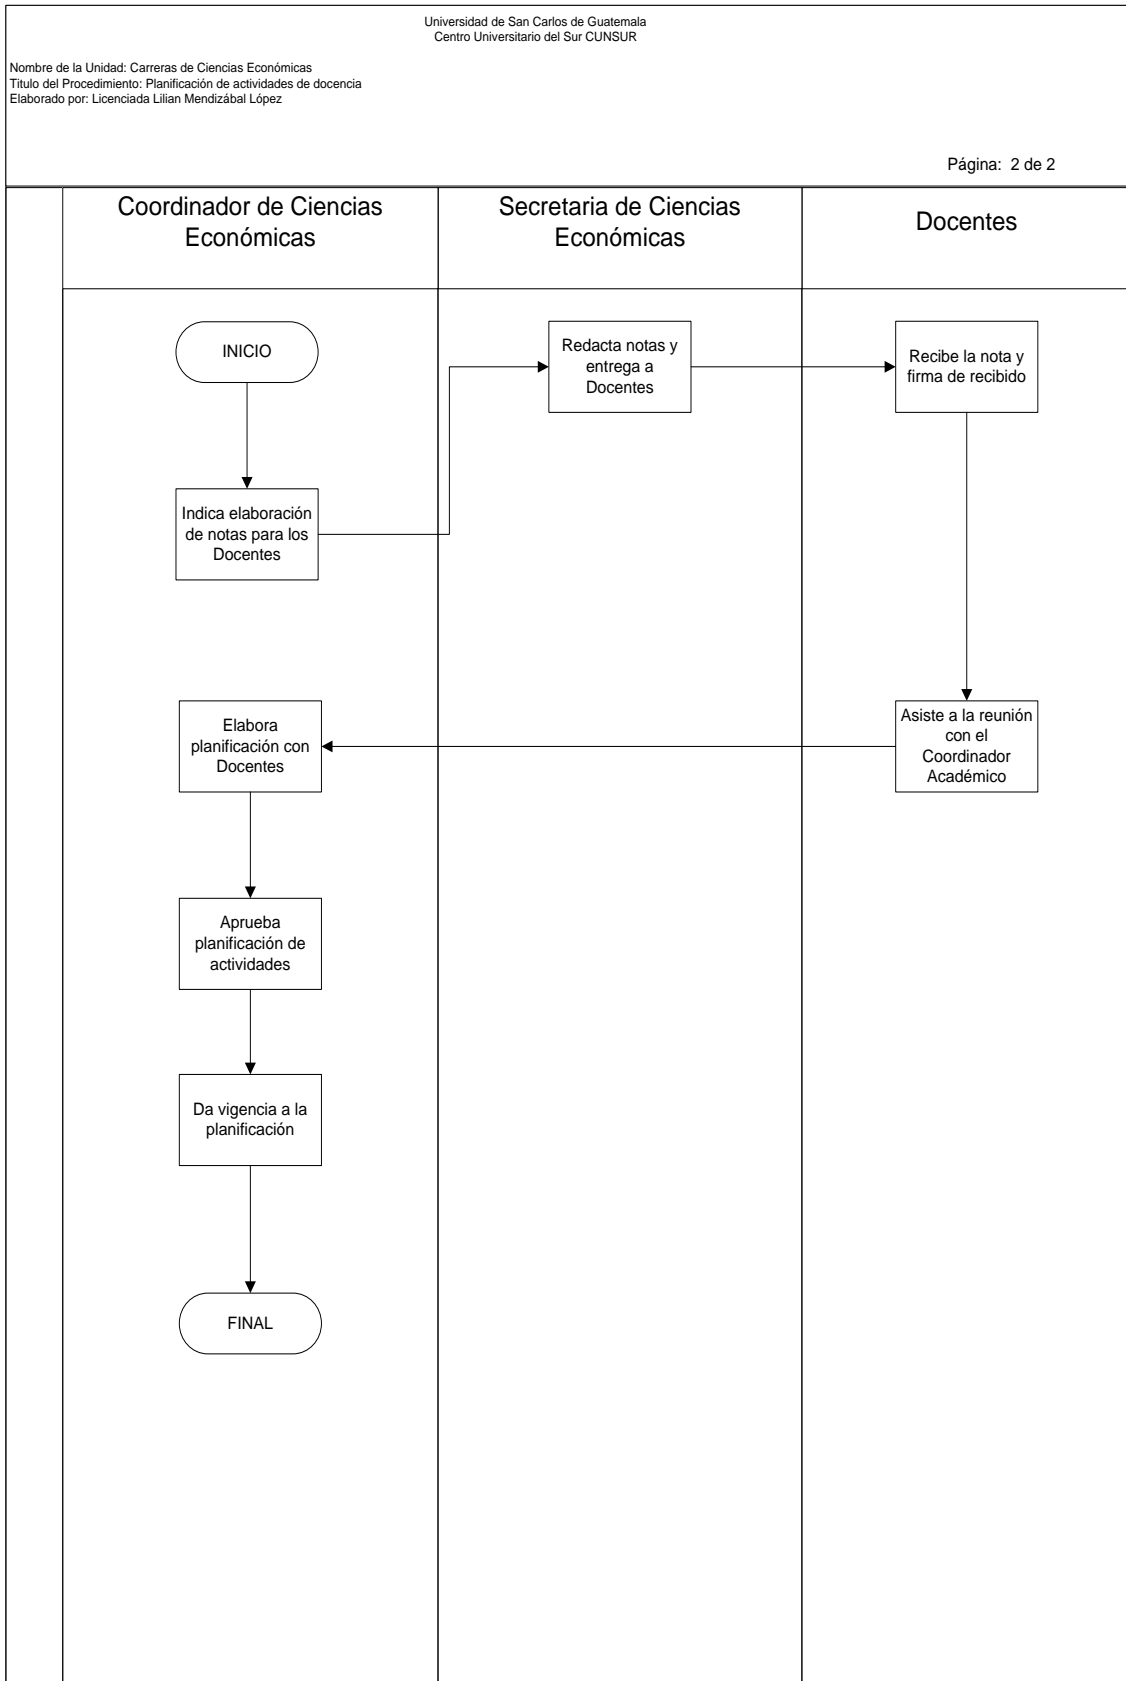 Universidad de San Carlos de Guatemala
Centro Universitario del Sur CUNSUR
Nombre de la Unidad: Carreras de Ciencias Económicas
Titulo del Procedimiento: Planificación de actividades de docencia
Elaborado por: Licenciada Lilian Mendizábal López
Página: 2 de 2
Coordinador de Ciencias
Económicas
Secretaria de Ciencias
Económicas
Docentes
INICIO
Redacta notas y
entrega a
Docentes
Recibe la nota y
firma de recibido
Indica elaboración
de notas para los
Docentes
Elabora
planificación con
Docentes
Asiste a la reunión
con el
Coordinador
Académico
Aprueba
planificación de
actividades
Da vigencia a la
planificación
FINAL